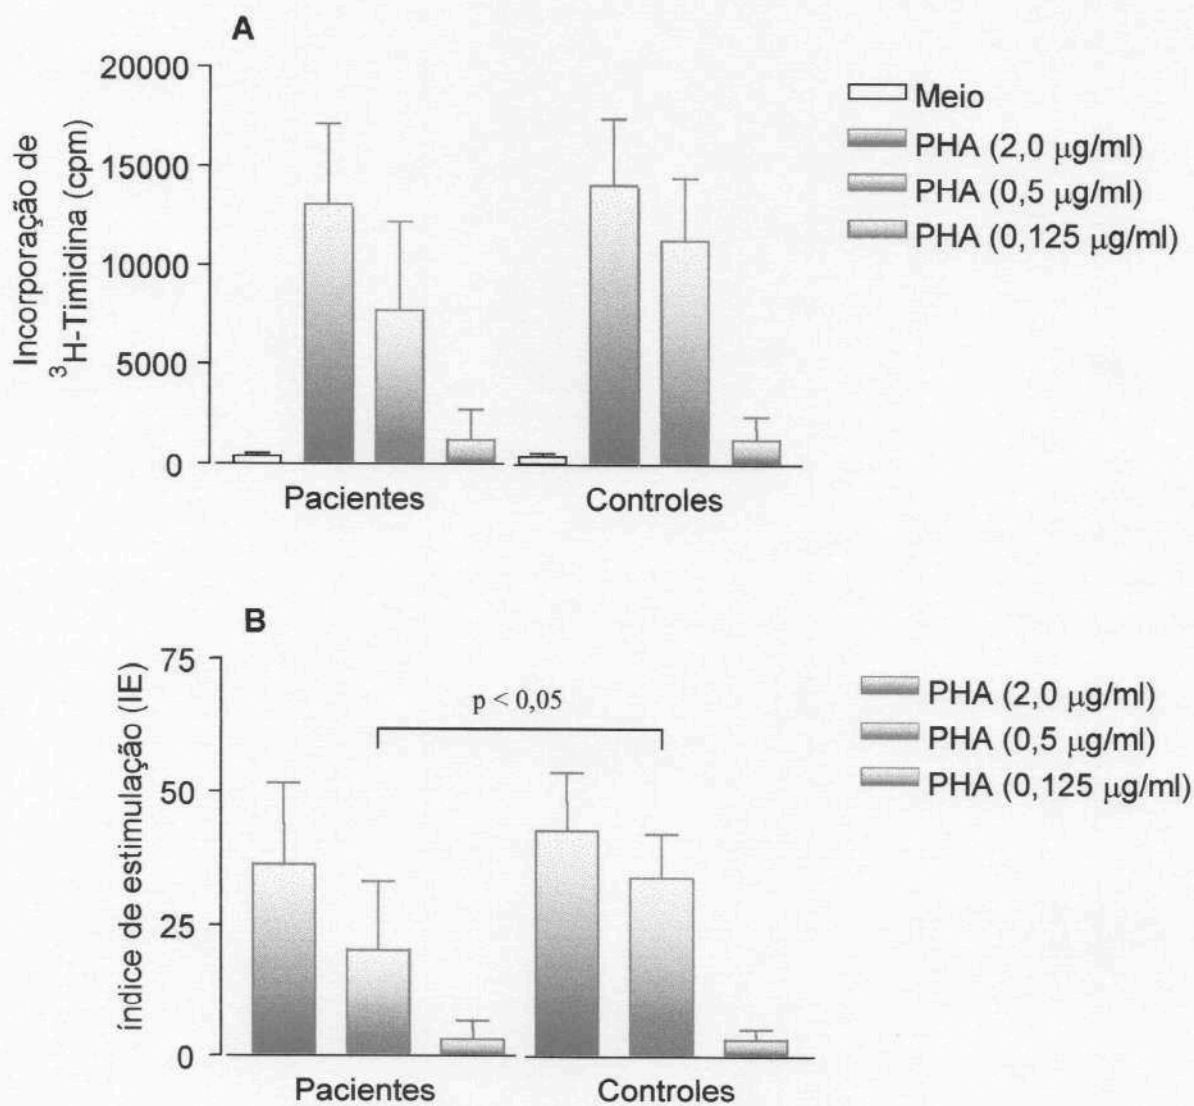 A
20000
15000
10000
5000
0
Incorporação de
³H-Timidina (cpm)
Meio
PHA (2,0 µg/ml)
PHA (0,5 µg/ml)
PHA (0,125 µg/ml)
Pacientes
Controles
B
75
50
25
0
índice de estimulação (IE)
p < 0,05
PHA (2,0 µg/ml)
PHA (0,5 µg/ml)
PHA (0,125 µg/ml)
Pacientes
Controles